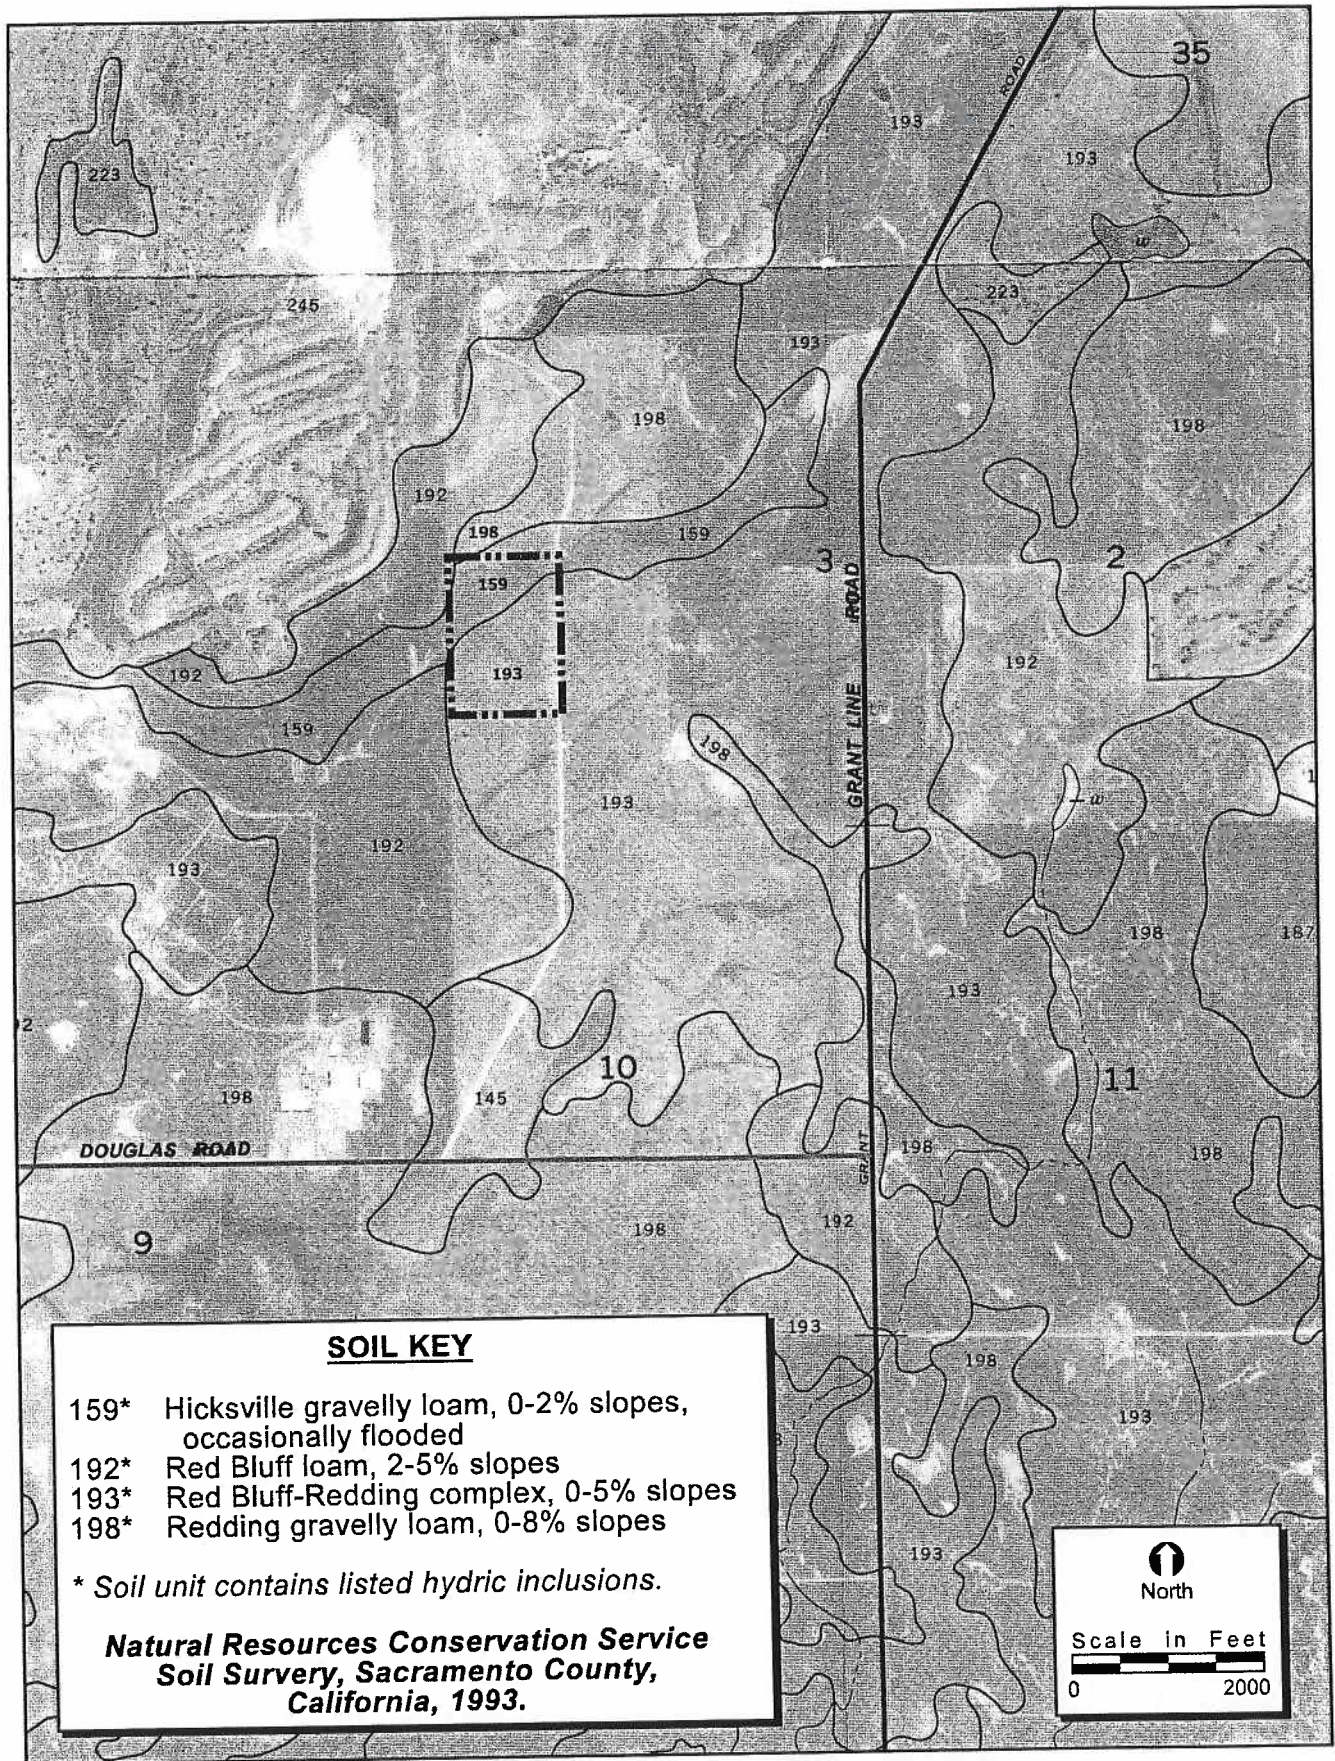 35
ROAD
193
193
223
w
245
223
193
198
198
192
198
159
3
2
159
GRANT LINE ROAD
192
193
192
159
198
w
193
192
193
198
187
193
10
11
198
145
DOUGLAS ROAD
GRANT
198
198
9
198
192
193
198
193
193
SOIL KEY
159* Hicksville gravelly loam, 0-2% slopes,
occasionally flooded
192* Red Bluff loam, 2-5% slopes
193* Red Bluff-Redding complex, 0-5% slopes
198* Redding gravelly loam, 0-8% slopes
* Soil unit contains listed hydric inclusions.
Natural Resources Conservation Service
Soil Survery, Sacramento County,
California, 1993.
North
Scale in Feet
0 2000